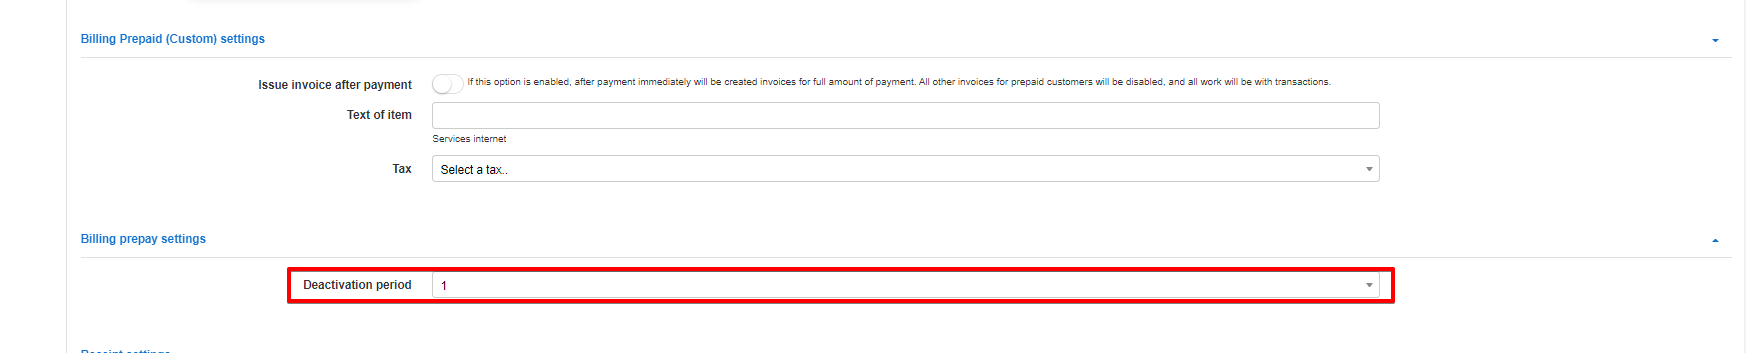 Billing Prepaid (Custom) settings
Issue invoice after payment
If this option is enabled, after payment immediately will be created invoices for full amount of payment. All other invoices for prepaid customers will be disabled, and all work will be with transactions.
Text of item
Services internet
Tax
Select a tax..
Billing prepay settings
Deactivation period
1
Receipt settings